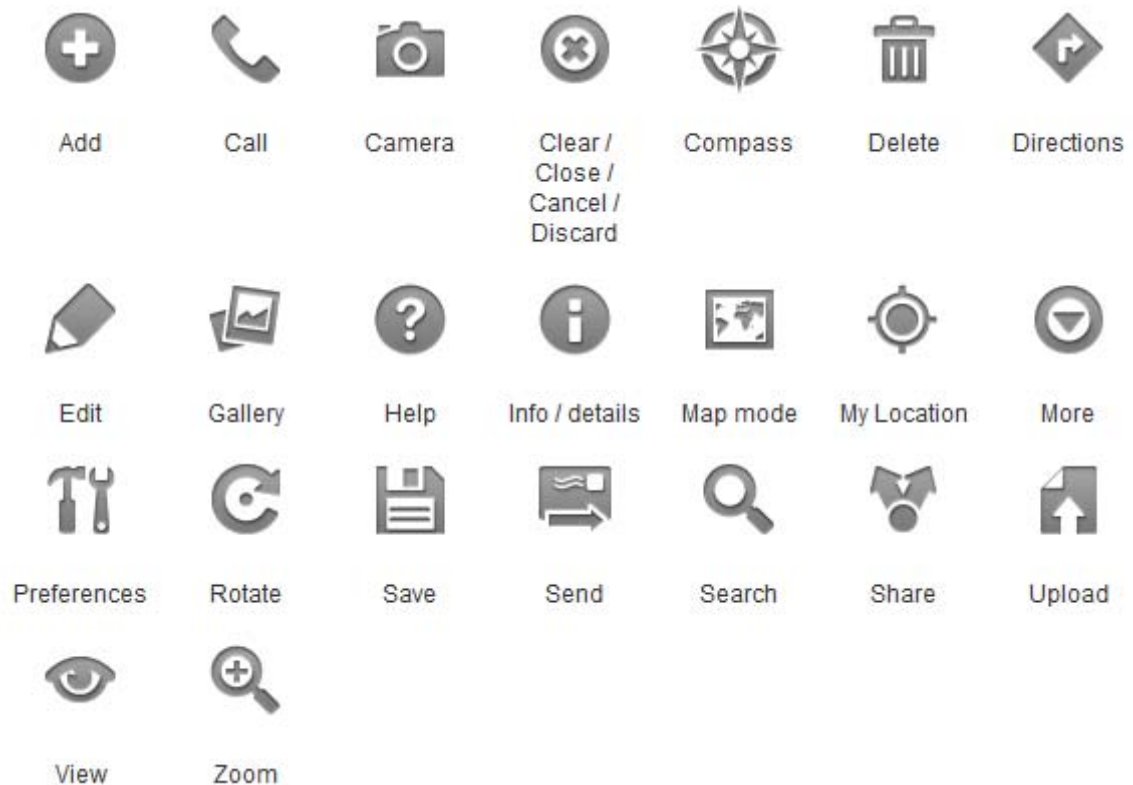 Add
Call
Camera
Clear /
Close /
Cancel /
Discard
Compass
Delete
Directions
Edit
Gallery
Help
Info / details
Map mode
My Location
More
Preferences
Rotate
Save
Send
Search
Share
Upload
View
Zoom